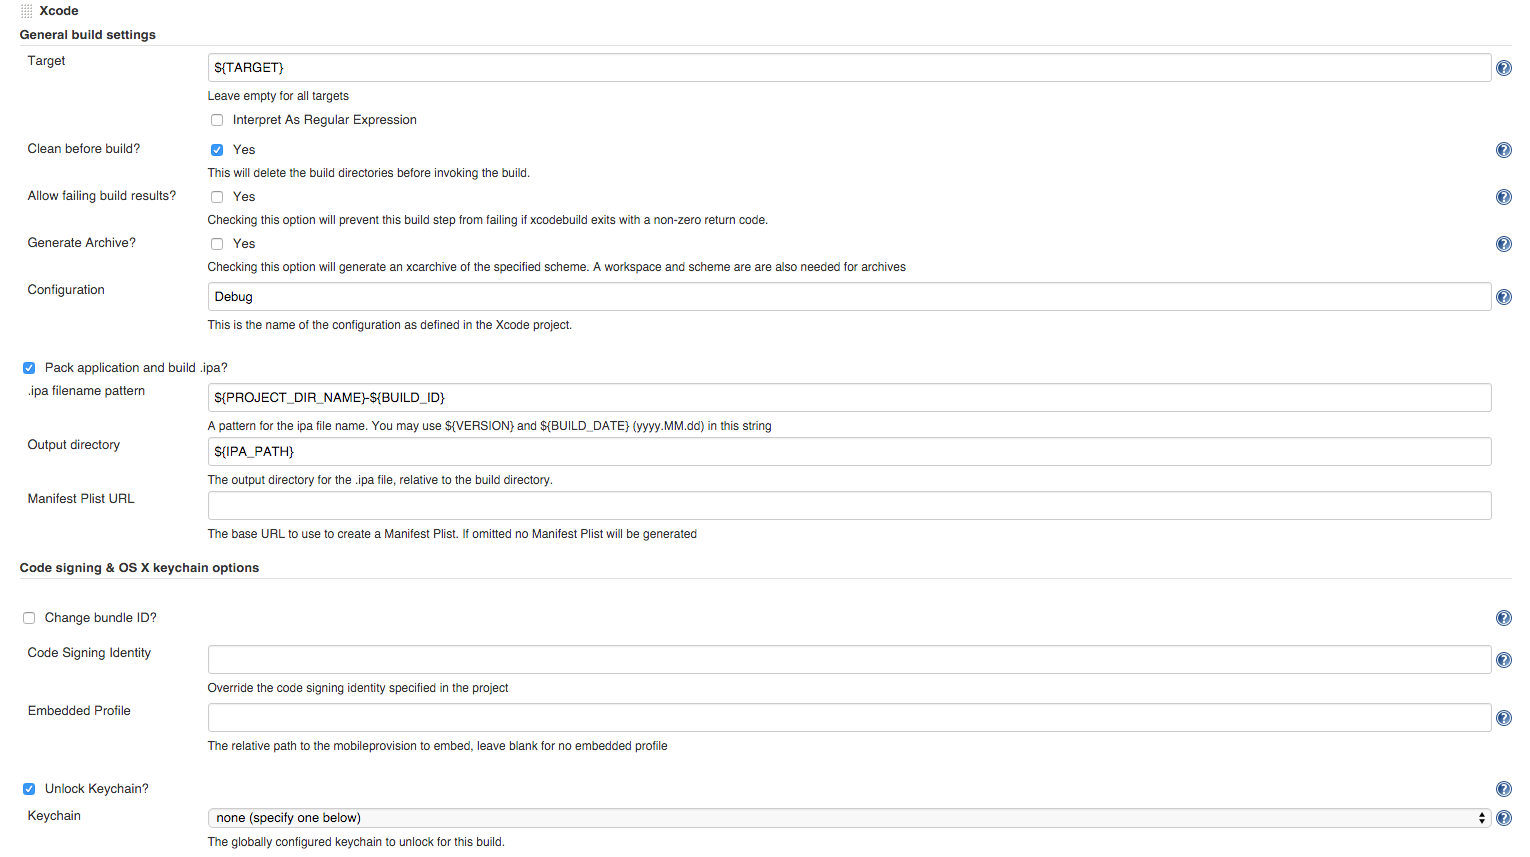 Xcode
General build settings
Target
${TARGET}
Leave empty for all targets
Interpret As Regular Expression
Clean before build?
Yes
This will delete the build directories before invoking the build.
Allow failing build results?
Yes
Checking this option will prevent this build step from failing if xcodebuild exits with a non-zero return code.
Generate Archive?
Yes
Checking this option will generate an xcarchive of the specified scheme. A workspace and scheme are are also needed for archives
Configuration
Debug
This is the name of the configuration as defined in the Xcode project.
Pack application and build .ipa?
.ipa filename pattern
${PROJECT_DIR_NAME}-${BUILD_ID}
A pattern for the ipa file name. You may use ${VERSION} and ${BUILD_DATE} (yyyy.MM.dd) in this string
Output directory
${IPA_PATH}
The output directory for the .ipa file, relative to the build directory.
Manifest Plist URL
The base URL to use to create a Manifest Plist. If omitted no Manifest Plist will be generated
Code signing & OS X keychain options
Change bundle ID?
Code Signing Identity
Override the code signing identity specified in the project
Embedded Profile
The relative path to the mobileprovision to embed, leave blank for no embedded profile
Unlock Keychain?
Keychain
none (specify one below)
The globally configured keychain to unlock for this build.